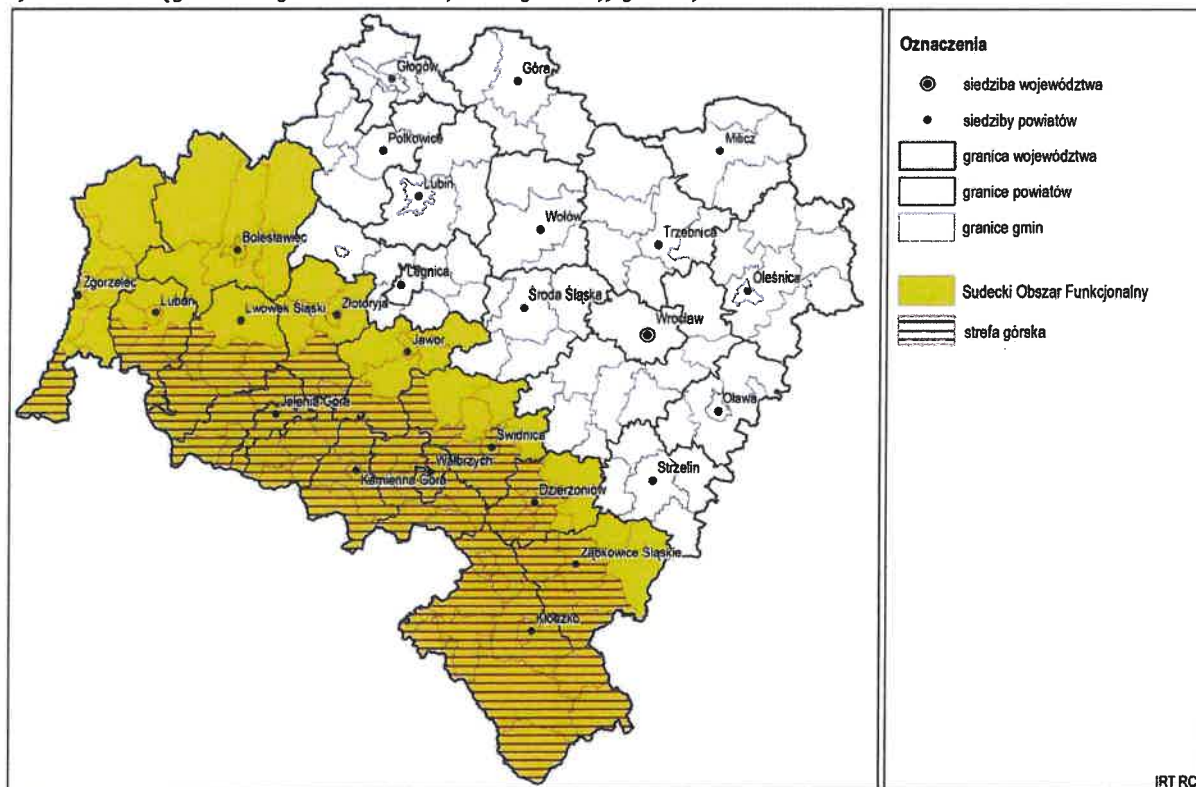 Głogów
Góra
Polkowice
Milicz
Lubin
Wołów
Trzebnica
Bolesławiec
Legnica
Oleśnica
Zgorzelec
Lubań
Lwówek Śląski
Złotoryja
Środa Śląska
Wrocław
Jawor
Jelenia Góra
Oława
Świdnica
Wałbrzych
Kamienna Góra
Strzelin
Dzierżoniów
Ząbkowice Śląskie
Kłodzko
Oznaczenia
siedziba województwa
siedziby powiatów
granica województwa
granice powiatów
granice gmin
Sudecki Obszar Funkcjonalny
strefa górska
IRT RC